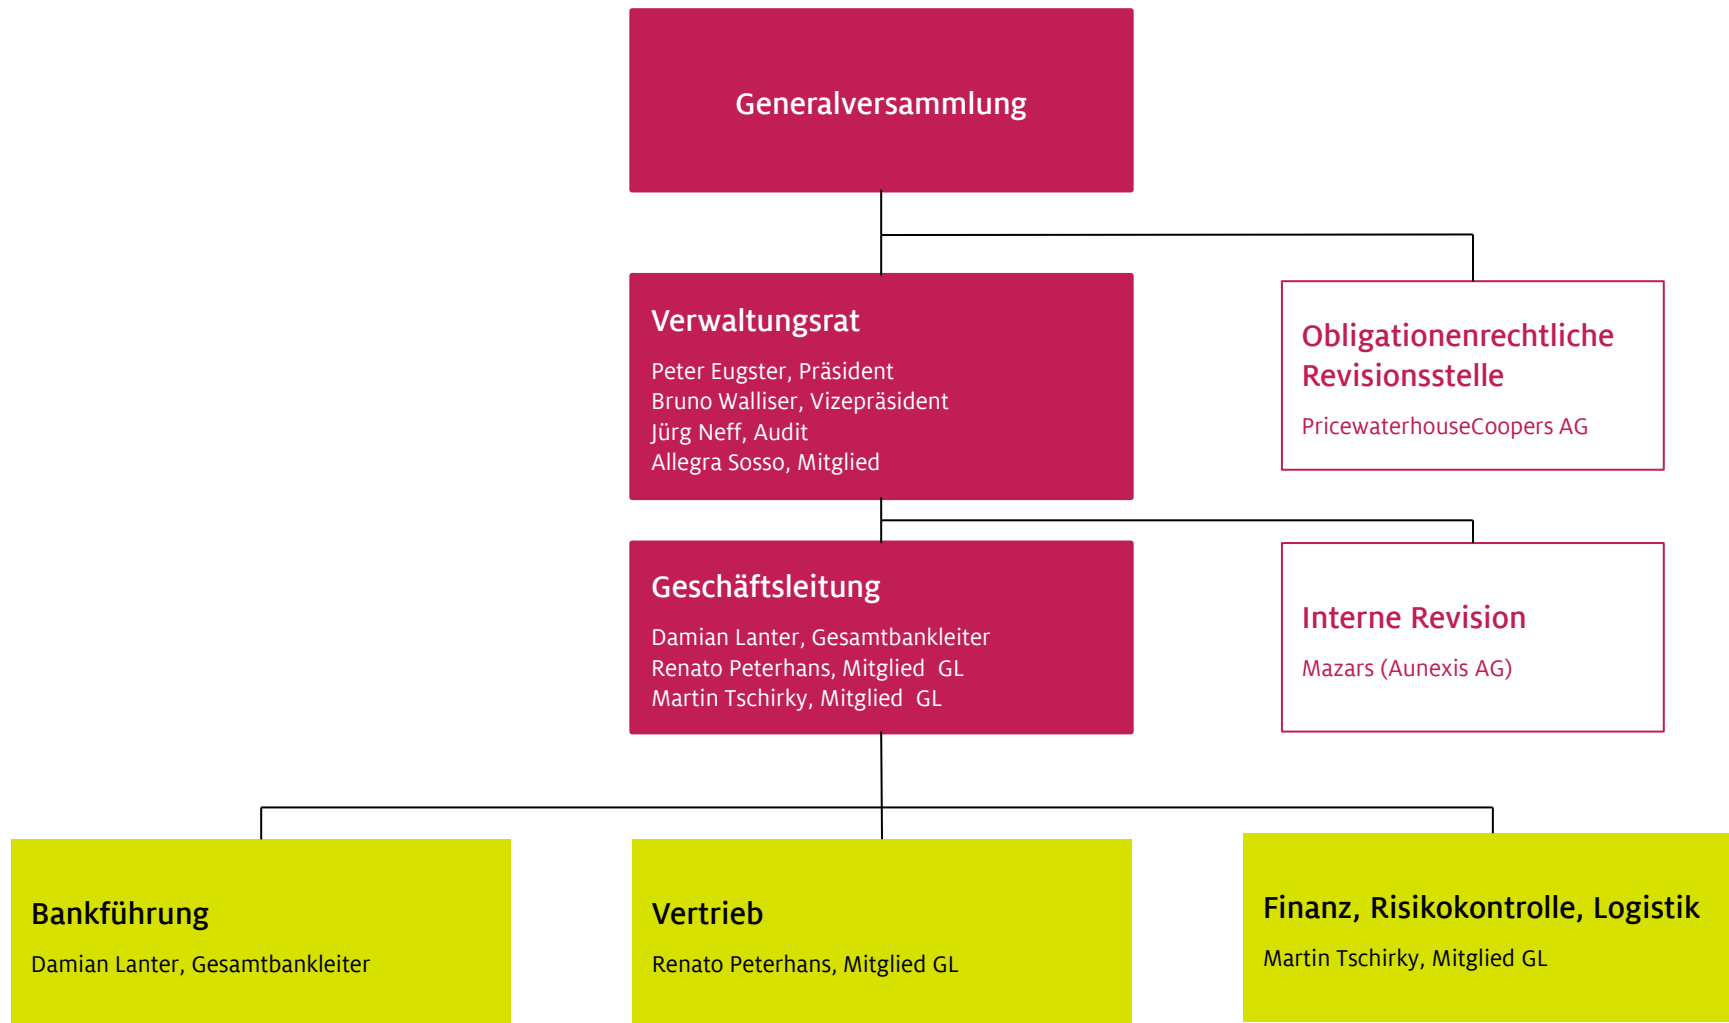 Generalversammlung
Verwaltungsrat
Peter Eugster, Präsident
Bruno Walliser, Vizepräsident
Jürg Neff, Audit
Allegra Sosso, Mitglied
Obligationenrechtliche
Revisionsstelle
PricewaterhouseCoopers AG
Geschäftsleitung
Damian Lanter, Gesamtbankleiter
Renato Peterhans, Mitglied  GL
Martin Tschirky, Mitglied  GL
Interne Revision
Mazars (Aunexis AG)
Bankführung
Damian Lanter, Gesamtbankleiter
Vertrieb
Renato Peterhans, Mitglied GL
Finanz, Risikokontrolle, Logistik
Martin Tschirky, Mitglied GL